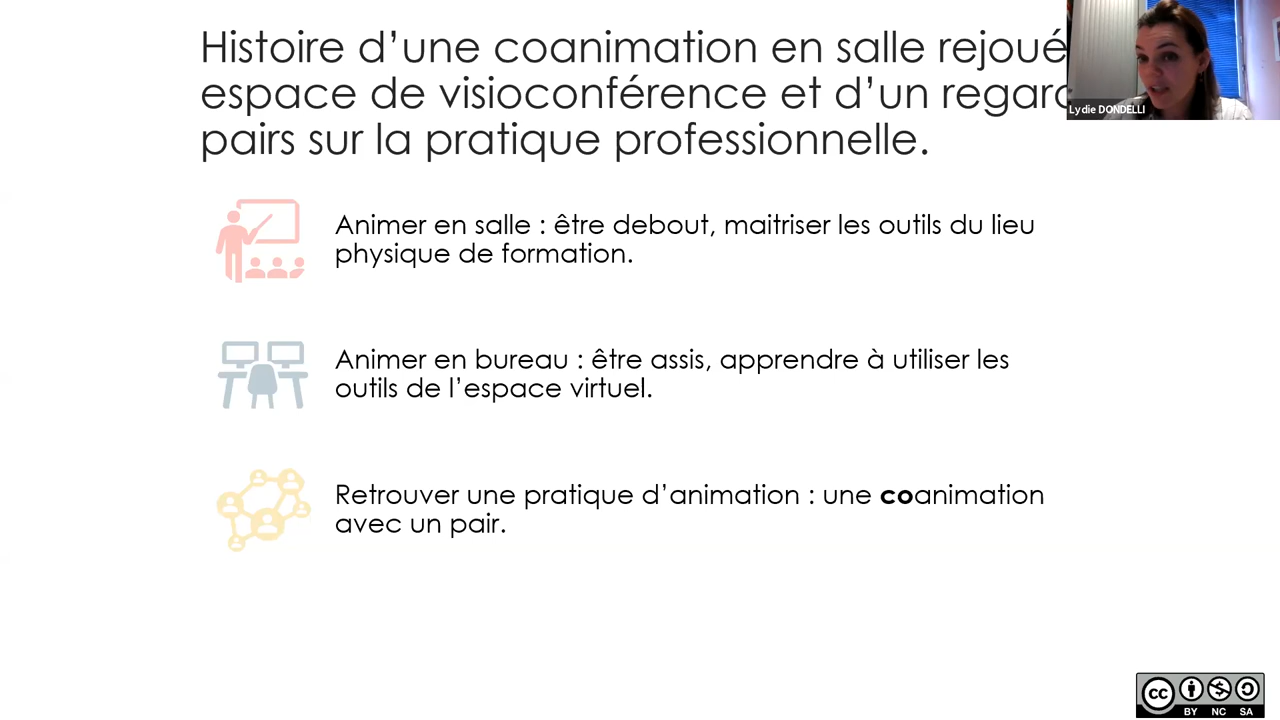 Histoire d’une coanimation en salle rejoué
espace de visioconférence et d’un regard
pairs sur la pratique professionnelle.
Lydie DONDELLI
Animer en salle : être debout, maitriser les outils du lieu
physique de formation.
Animer en bureau : être assis, apprendre à utiliser les
outils de l’espace virtuel.
Retrouver une pratique d’animation : une coanimation
avec un pair.
cc
BY NC SA